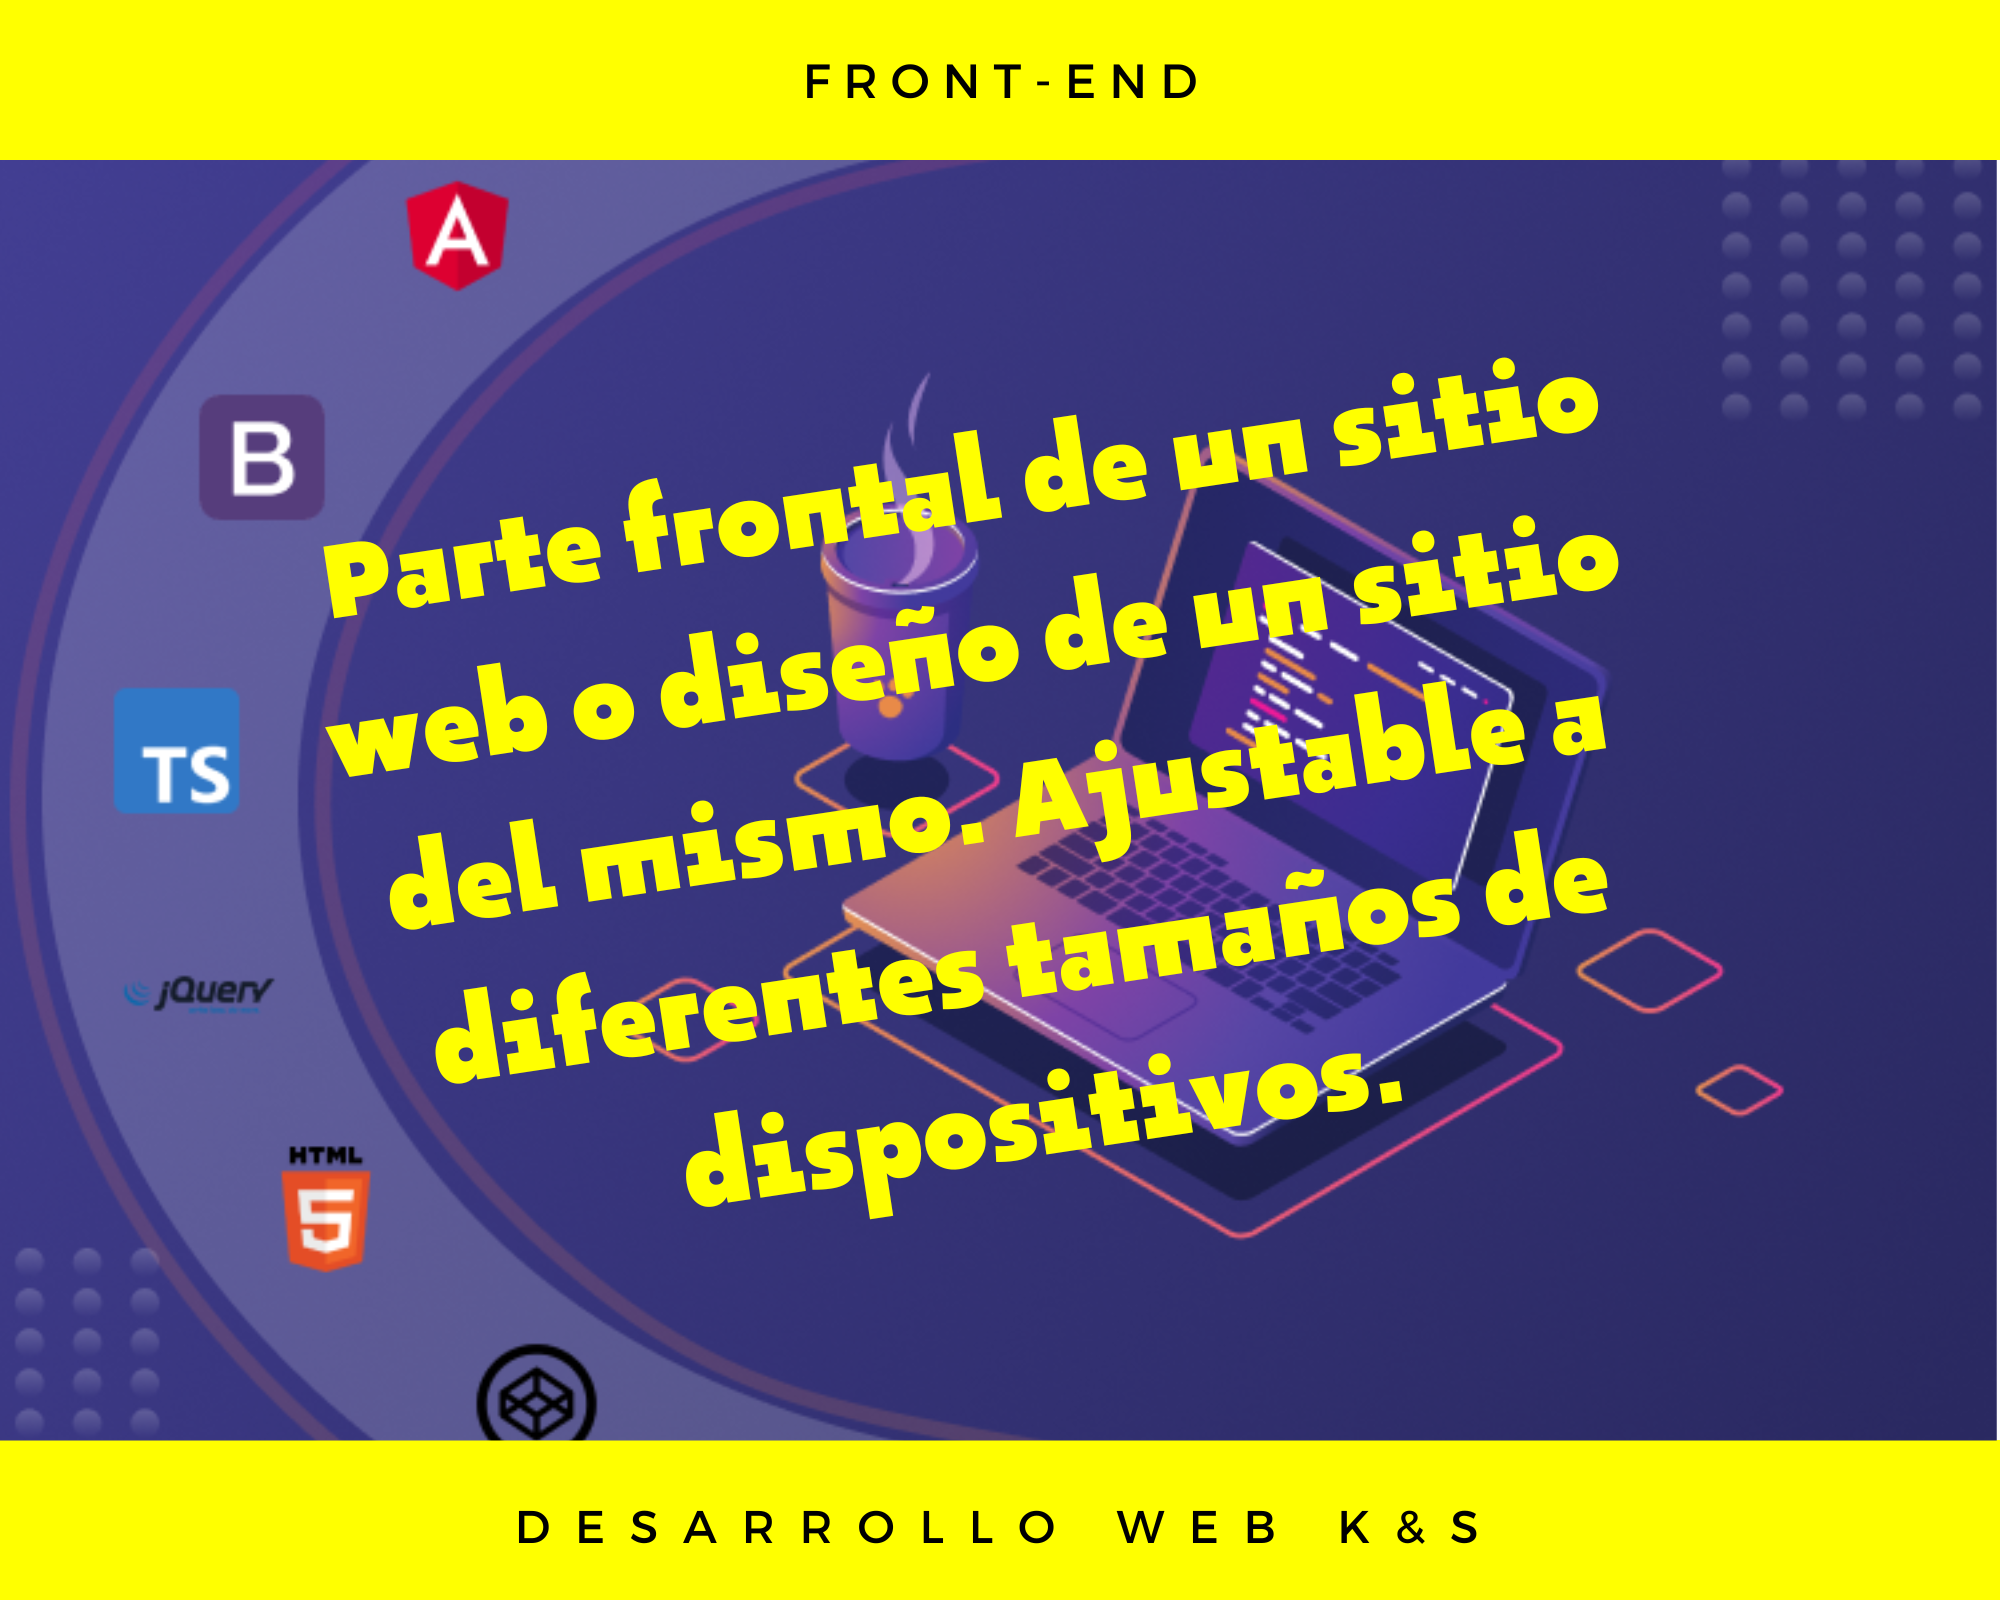 FRONT-END
A
B
TS
jQuery
HTML
5
Parte frontal de un sitio
web o diseño de un sitio
del mismo. Ajustable a
diferentes tamaños de
dispositivos.
DESARROLLO WEB K&S